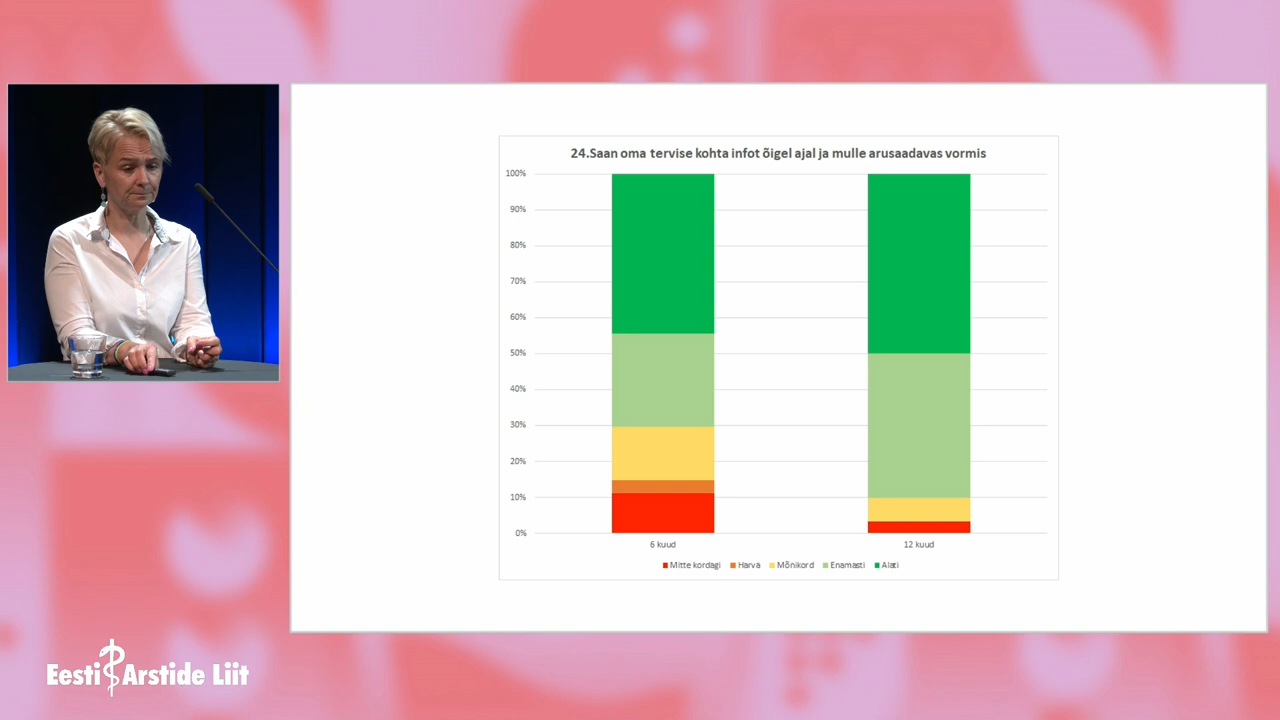 24.Saan oma tervise kohta infot õigel ajal ja mulle arusaadavas vormis
100%
90%
80%
70%
60%
50%
40%
30%
20%
10%
0%
6 kuud
12 kuud
Mitte kordagi
Harva
Mõnikord
Enamasti
Alati
Eesti Arstide Liit